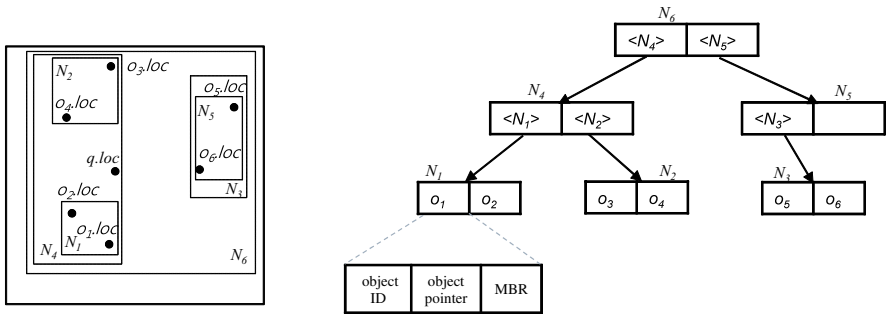 N2
o3.loc
o4.loc
o5.loc
N5
q.loc
o6.loc
N3
o2.loc
o1.loc
N1
N4
N6
N6
<N4> <N5>
N4
<N1> <N2>
N5
<N3>
N1
o1 o2
N2
o3 o4
N3
o5 o6
object ID
object pointer
MBR